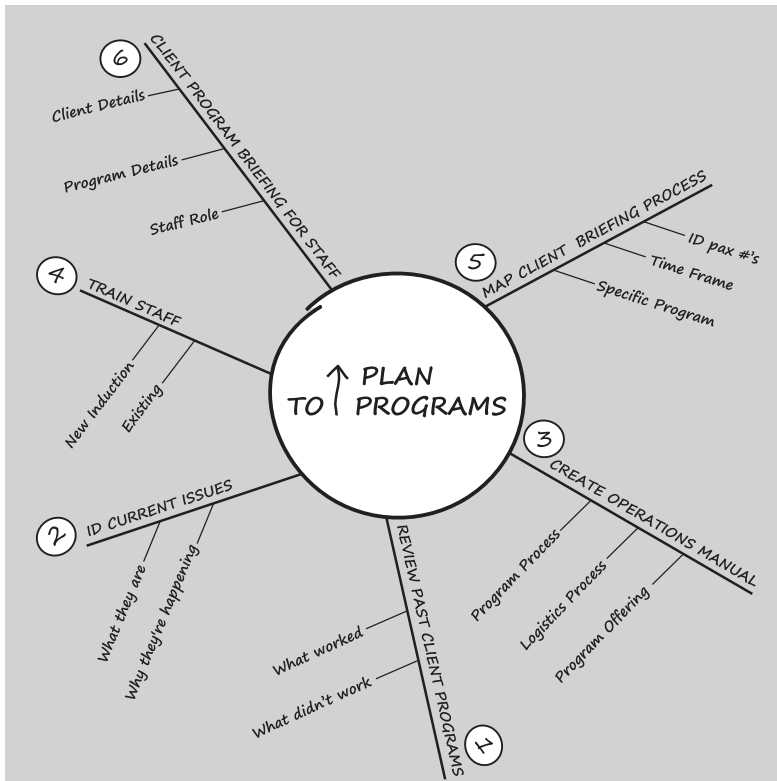 PLAN
TO ↑ PROGRAMS
1
REVIEW PAST CLIENT PROGRAMS
What worked
What didn't work
2
ID CURRENT ISSUES
What they are
Why they're happening
3
CREATE OPERATIONS MANUAL
Program Process
Logistics Process
Program Offering
4
TRAIN STAFF
New Induction
Existing
5
MAP CLIENT BRIEFING PROCESS
ID pax #'s
Time Frame
Specific Program
6
CLIENT PROGRAM BRIEFING FOR STAFF
Client Details
Program Details
Staff Role